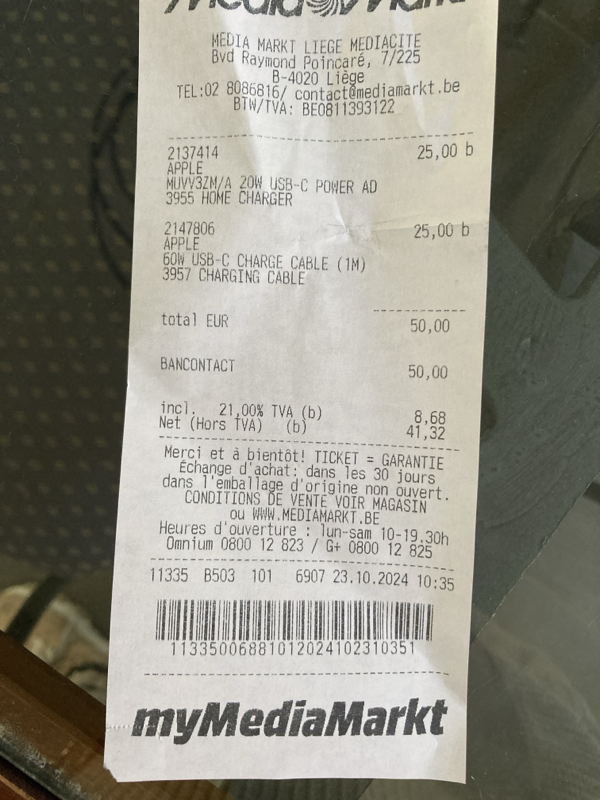 Media Markt
MEDIA MARKT LIEGE MEDIACITE
Bvd Raymond Poincaré, 7/225
B-4020 Liège
TEL:02 8086816/ contact@mediamarkt.be
BTW/TVA: BE0811393122
2137414 25,00 b
APPLE
MUVV3ZM/A 20W USB-C POWER AD
3955 HOME CHARGER
2147806 25,00 b
APPLE
60W USB-C CHARGE CABLE (1M)
3957 CHARGING CABLE
total EUR 50,00
BANCONTACT 50,00
incl. 21,00% TVA (b) 8,68
Net (Hors TVA) (b) 41,32
Merci et à bientôt! TICKET = GARANTIE
Échange d'achat: dans les 30 jours
dans l'emballage d'origine non ouvert.
CONDITIONS DE VENTE VOIR MAGASIN
ou WWW.MEDIAMARKT.BE
Heures d'ouverture : lun-sam 10-19.30h
Omnium 0800 12 823 / G+ 0800 12 825
11335 B503 101 6907 23.10.2024 10:35
11335006881012024102310351
myMediaMarkt